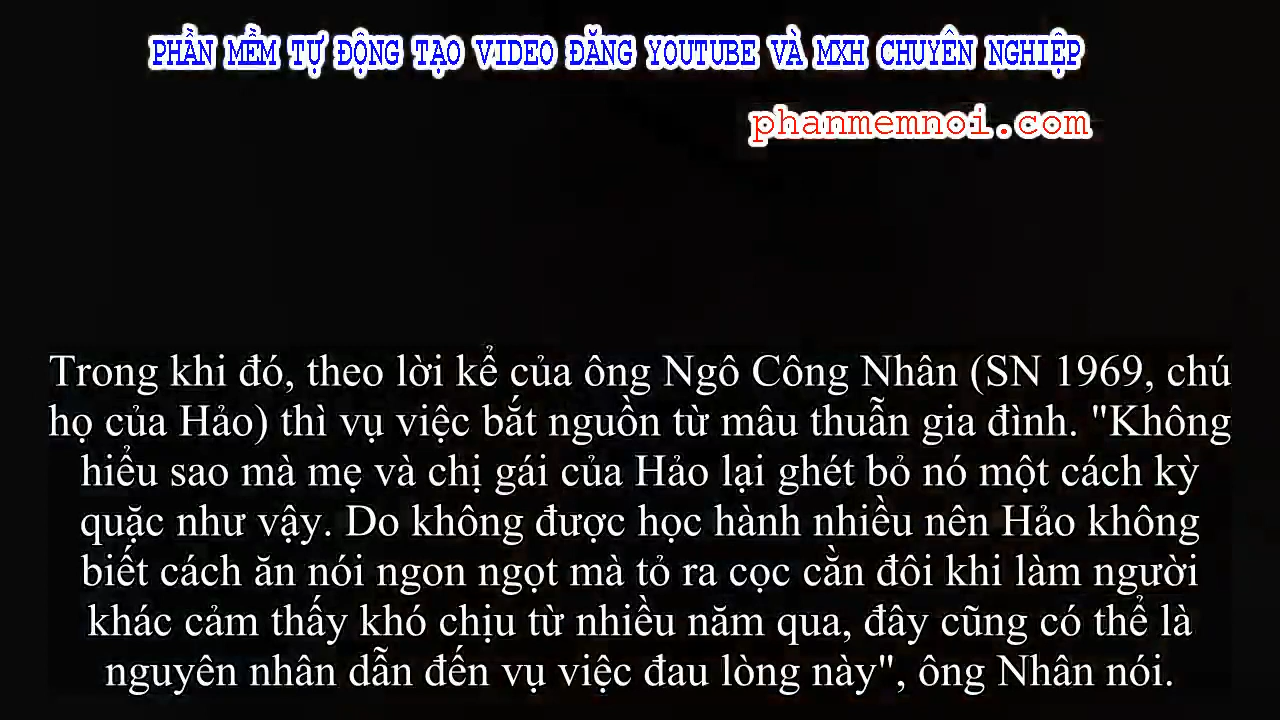 PHẦN MỀM TỰ ĐỘNG TẠO VIDEO ĐĂNG YOUTUBE VÀ MXH CHUYÊN NGHIỆP
phanmemnoi.com
Trong khi đó, theo lời kể của ông Ngô Công Nhân (SN 1969, chú
họ của Hảo) thì vụ việc bắt nguồn từ mâu thuẫn gia đình. "Không
hiểu sao mà mẹ và chị gái của Hảo lại ghét bỏ nó một cách kỳ
quặc như vậy. Do không được học hành nhiều nên Hảo không
biết cách ăn nói ngon ngọt mà tỏ ra cọc cằn đôi khi làm người
khác cảm thấy khó chịu từ nhiều năm qua, đây cũng có thể là
nguyên nhân dẫn đến vụ việc đau lòng này", ông Nhân nói.